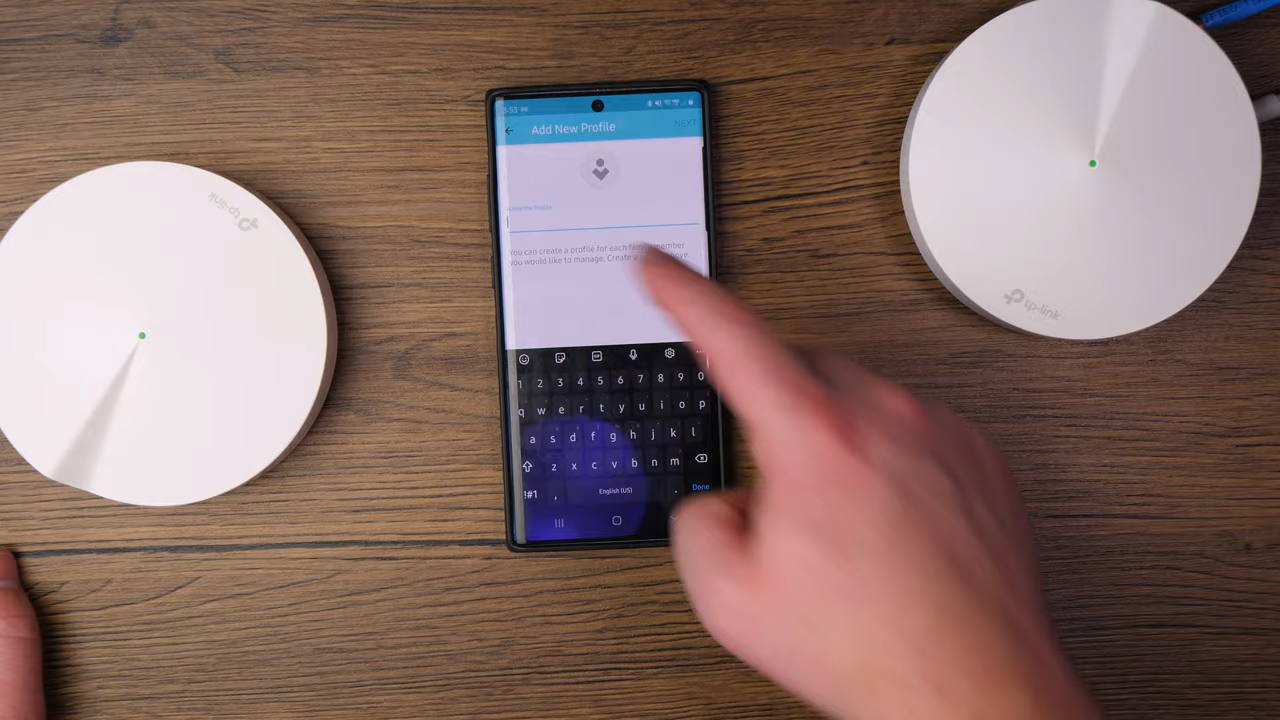 tp-link
tp-link
Add New Profile
NEXT
You can create a profile for each family member
you would like to manage. Create a
1 2 3 4 5 6 7 8 9 0
q w e r t y u i o p
a s d f g h j k l
z x c v b n m
!#1 , English (US) . Done